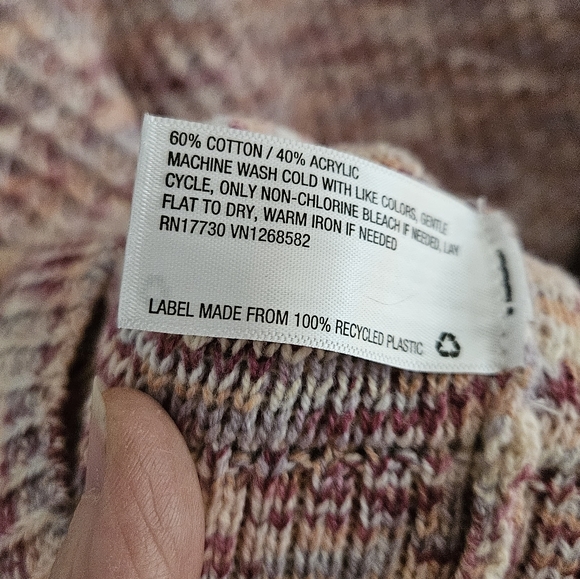 60% COTTON / 40% ACRYLIC
MACHINE WASH COLD WITH LIKE COLORS, GENTLE
CYCLE, ONLY NON-CHLORINE BLEACH IF NEEDED, LAY
FLAT TO DRY, WARM IRON IF NEEDED
RN17730 VN1268582
LABEL MADE FROM 100% RECYCLED PLASTIC